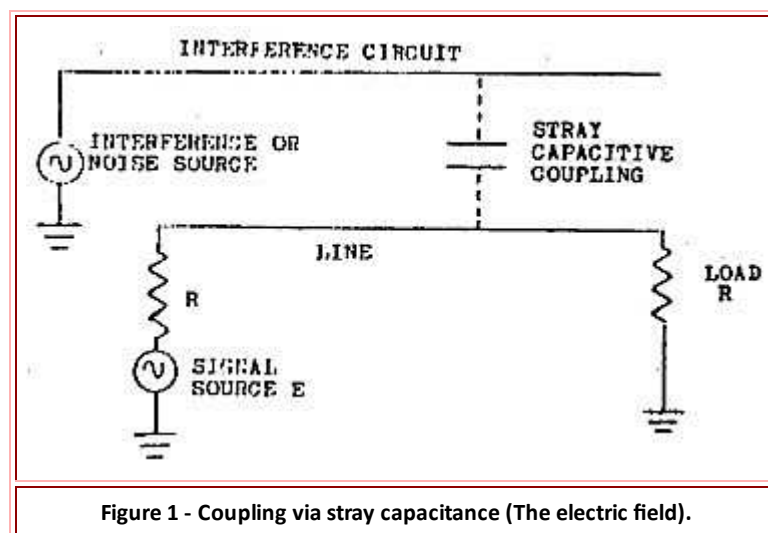 INTERFERENCE CIRCUIT
INTERFERENCE OR
NOISE SOURCE
STRAY
CAPACITIVE
COUPLING
LINE
R
LOAD
R
SIGNAL
SOURCE E
Figure 1 - Coupling via stray capacitance (The electric field).